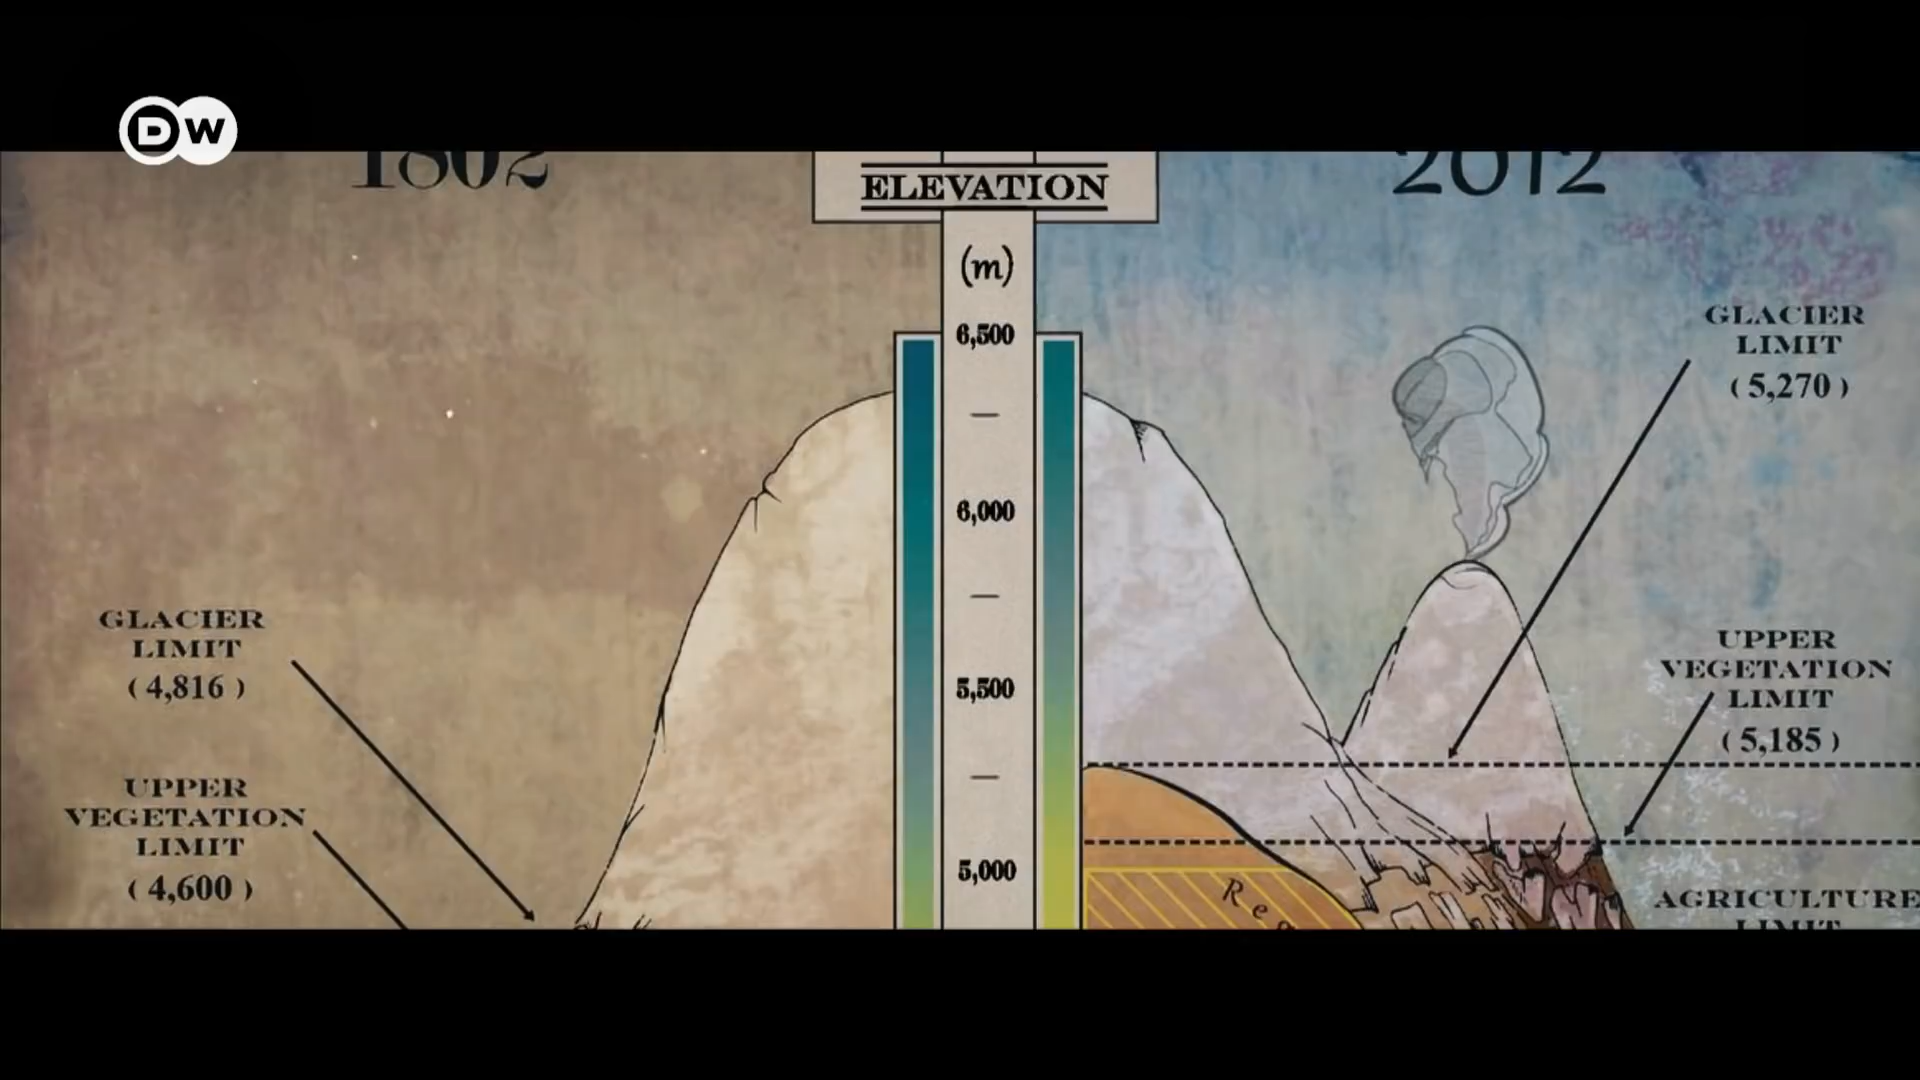 DW
1802
2012
ELEVATION
(m)
6,500
6,000
5,500
5,000
GLACIER
LIMIT
( 4,816 )
UPPER
VEGETATION
LIMIT
( 4,600 )
GLACIER
LIMIT
( 5,270 )
UPPER
VEGETATION
LIMIT
( 5,185 )
AGRICULTURE
LIMIT